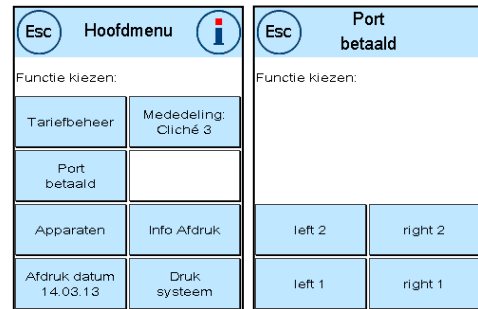 Esc
Hoofdmenu
i
Functie kiezen:
Tariefbeheer
Mededeling:
Cliché 3
Port
betaald
Apparaten
Info Afdruk
Afdruk datum
14.03.13
Druk
systeem
Esc
Port
betaald
Functie kiezen:
left 2
right 2
left 1
right 1